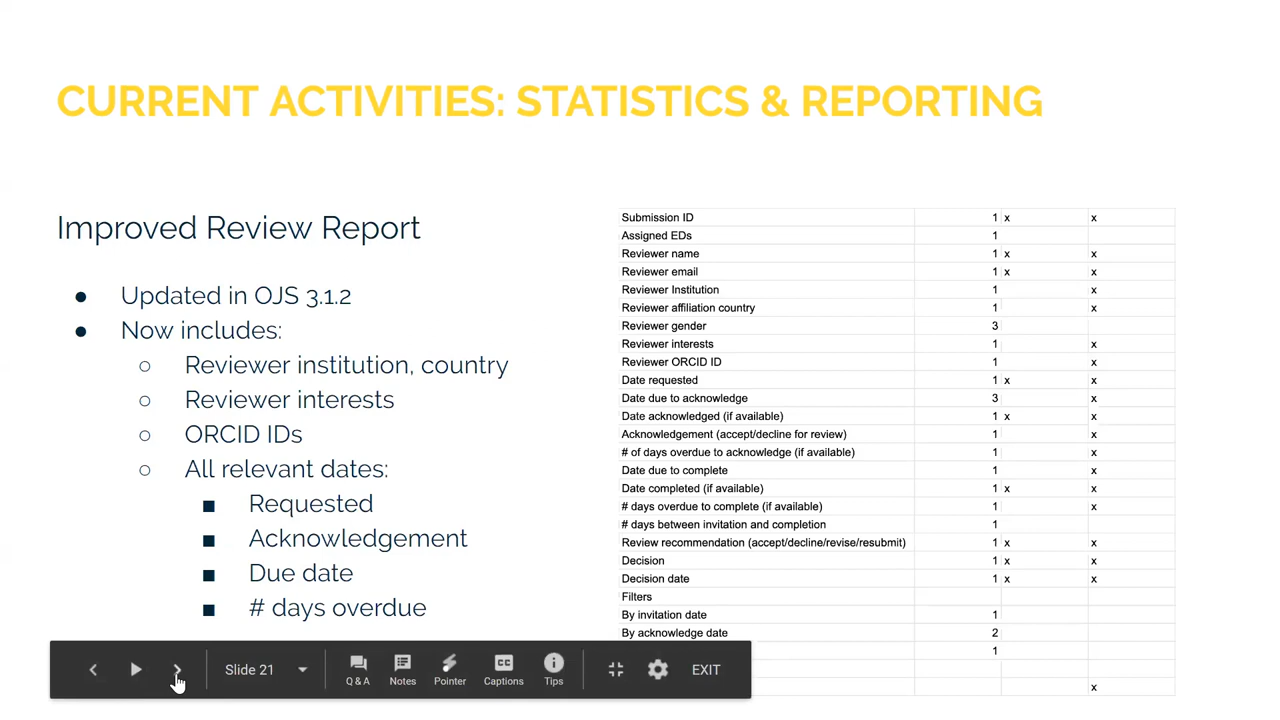 CURRENT ACTIVITIES: STATISTICS & REPORTING
Improved Review Report
● Updated in OJS 3.1.2
● Now includes:
○ Reviewer institution, country
○ Reviewer interests
○ ORCID IDs
○ All relevant dates:
■ Requested
■ Acknowledgement
■ Due date
■ # days overdue
Submission ID 1 x x
Assigned EDs 1
Reviewer name 1 x x
Reviewer email 1 x x
Reviewer Institution 1 x
Reviewer affiliation country 1 x
Reviewer gender 3
Reviewer interests 1 x
Reviewer ORCID ID 1 x
Date requested 1 x x
Date due to acknowledge 3 x
Date acknowledged (if available) 1 x x
Acknowledgement (accept/decline for review) 1 x
# of days overdue to acknowledge (if available) 1 x
Date due to complete 1 x
Date completed (if available) 1 x x
# days overdue to complete (if available) 1 x
# days between invitation and completion 1
Review recommendation (accept/decline/revise/resubmit) 1 x x
Decision 1 x x
Decision date 1 x x
Filters
By invitation date 1
By acknowledge date 2
1
x
Slide 21
Q & A
Notes
Pointer
CC
Captions
Tips
EXIT